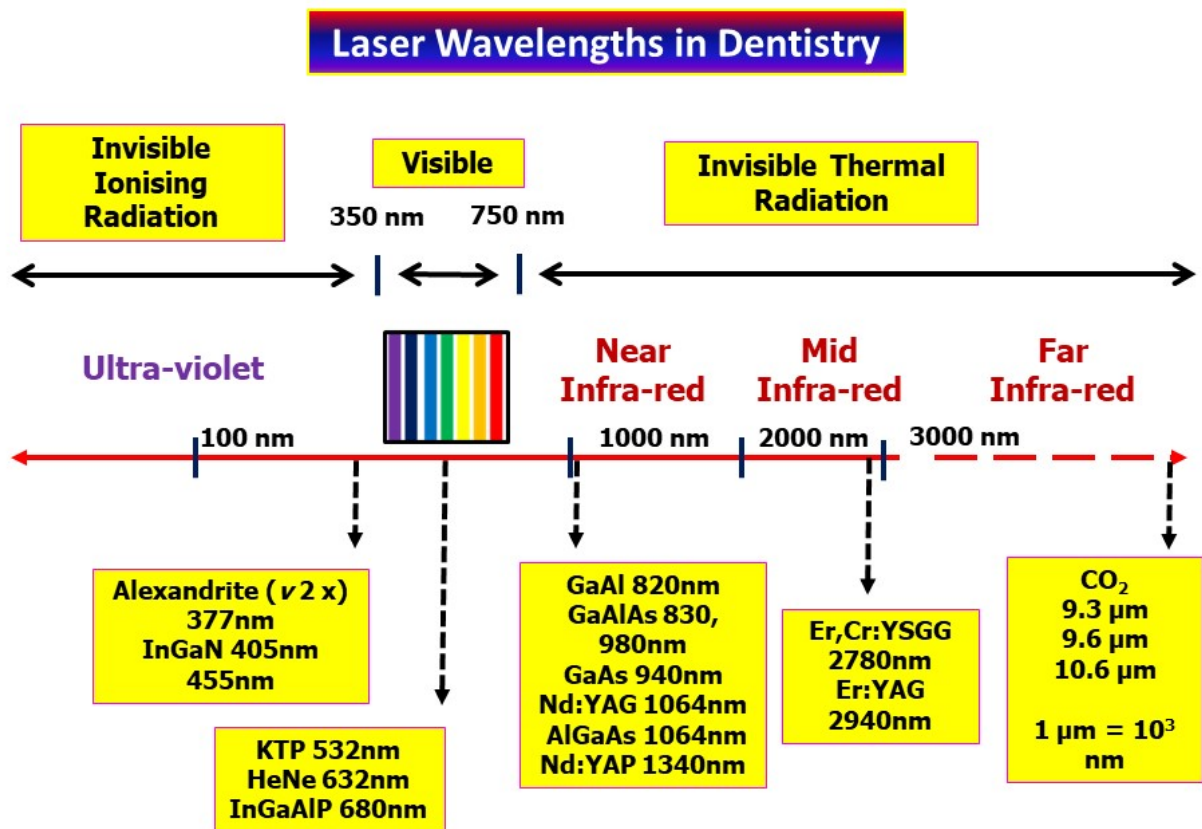 Laser Wavelengths in Dentistry
Invisible
Ionising
Radiation
Visible
Invisible Thermal
Radiation
350 nm
750 nm
Ultra-violet
Near
Infra-red
Mid
Infra-red
Far
Infra-red
100 nm
1000 nm
2000 nm
3000 nm
Alexandrite (v 2 x)
377nm
InGaN 405nm
455nm
KTP 532nm
HeNe 632nm
InGaAlP 680nm
GaAl 820nm
GaAlAs 830,
980nm
GaAs 940nm
Nd:YAG 1064nm
AlGaAs 1064nm
Nd:YAP 1340nm
Er,Cr:YSGG
2780nm
Er:YAG
2940nm
CO₂
9.3 µm
9.6 µm
10.6 µm
1 µm = 10³
nm